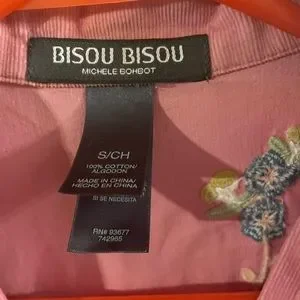 BISOU BISOU
MICHELE BOHBOT
S/CH
100% COTTON/
ALGODON
MADE IN CHINA/
HECHO EN CHINA
SI SE NECESITA
RN# 93677
742985